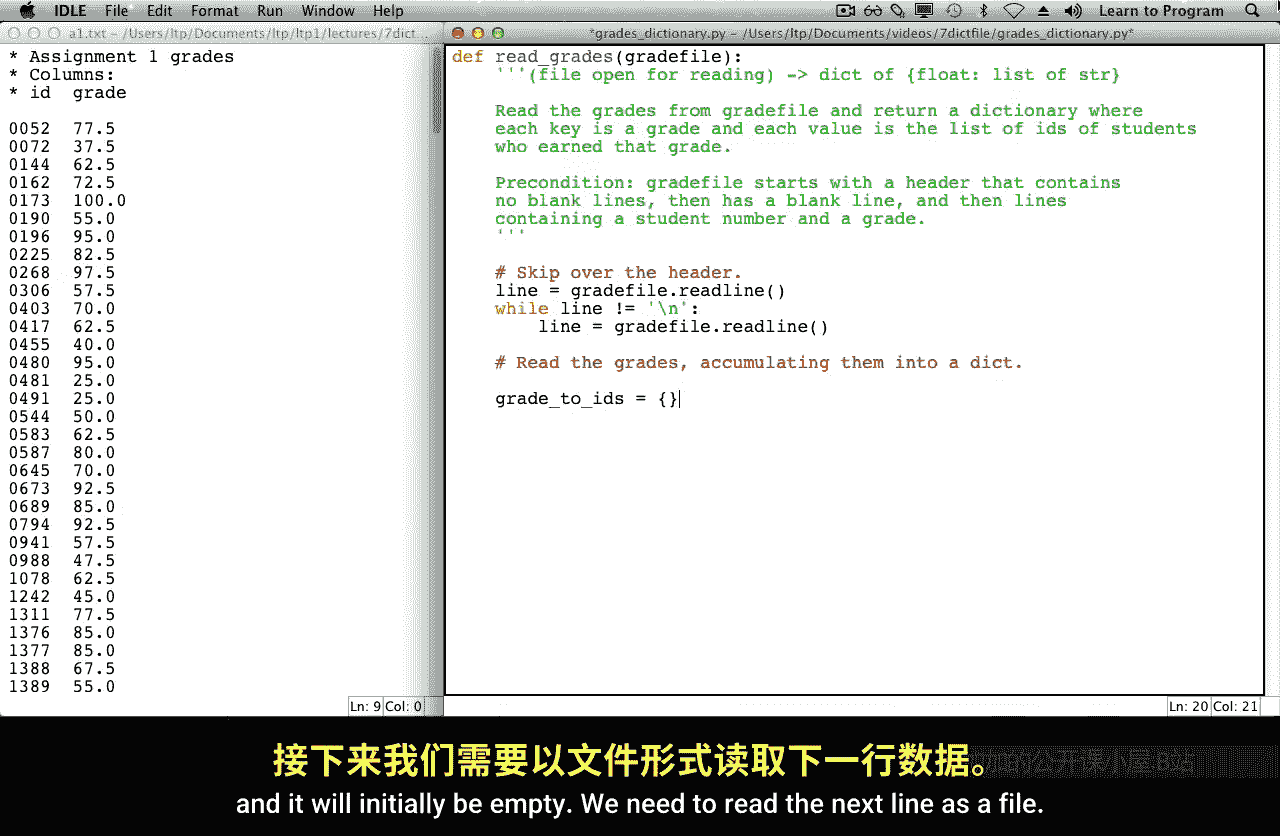 IDLE File Edit Format Run Window Help Learn to Program
a1.txt – /Users/ltp/Documents/ltp/ltp1/lectures/7dict...
* Assignment 1 grades
* Columns:
* id grade
0052 77.5
0072 37.5
0144 62.5
0162 72.5
0173 100.0
0190 55.0
0196 95.0
0225 82.5
0268 97.5
0306 57.5
0403 70.0
0417 62.5
0455 40.0
0480 95.0
0481 25.0
0491 25.0
0544 50.0
0583 62.5
0587 80.0
0645 70.0
0673 92.5
0689 85.0
0794 92.5
0941 57.5
0988 47.5
1078 62.5
1242 45.0
1311 77.5
1376 85.0
1377 85.0
1388 67.5
1389 55.0
Ln: 9 Col: 0
*grades_dictionary.py – /Users/ltp/Documents/videos/7dictfile/grades_dictionary.py*
def read_grades(gradefile):
'''(file open for reading) -> dict of {float: list of str}
Read the grades from gradefile and return a dictionary where
each key is a grade and each value is the list of ids of students
who earned that grade.
Precondition: gradefile starts with a header that contains
no blank lines, then has a blank line, and then lines
containing a student number and a grade.
'''
# Skip over the header.
line = gradefile.readline()
while line != '\n':
line = gradefile.readline()
# Read the grades, accumulating them into a dict.
grade_to_ids = {}
Ln: 20 Col: 21
接下来我们需要以文件形式读取下一行数据。
的公开课小屋.B站
and it will initially be empty. We need to read the next line as a file.